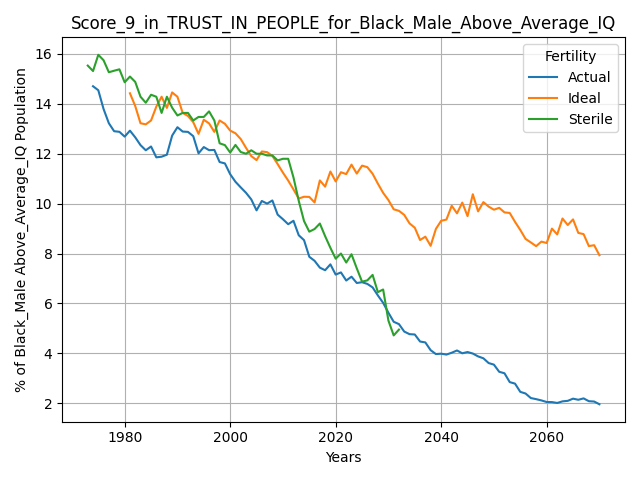 Score_9_in_TRUST_IN_PEOPLE_for_Black_Male_Above_Average_IQ
% of Black_Male Above_Average_IQ Population
16
14
12
10
8
6
4
2
Fertility
Actual
Ideal
Sterile
1980 2000 2020 2040 2060
Years